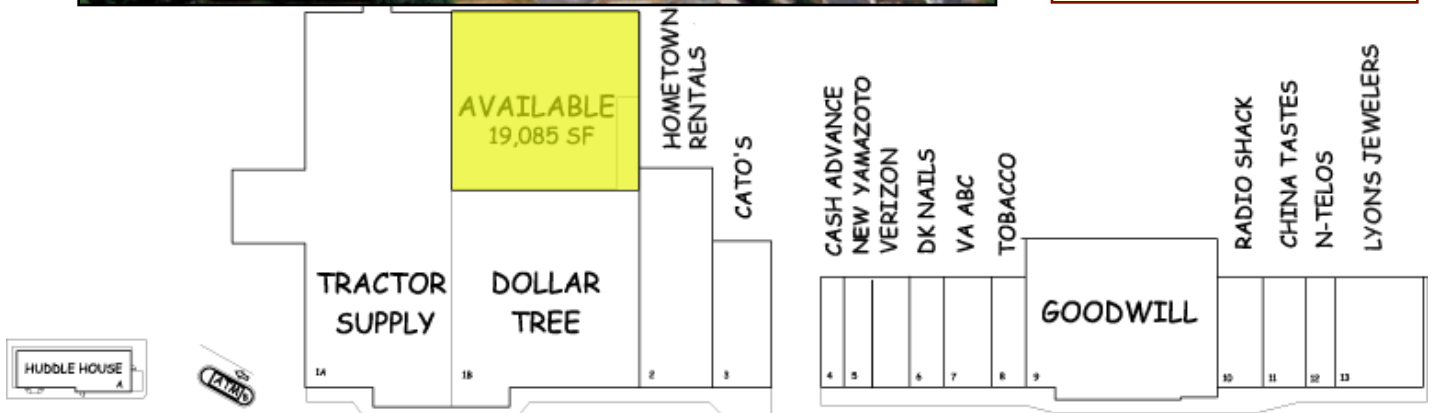 AVAILABLE
19,085 SF
HOMETOWN
RENTALS
CATO'S
CASH ADVANCE
NEW YAMAZOTO
VERIZON
DK NAILS
VA ABC
TOBACCO
RADIO SHACK
CHINA TASTES
N-TELOS
LYON'S JEWELERS
TRACTOR
SUPPLY
DOLLAR
TREE
GOODWILL
HUDDLE HOUSE
A
ATM
1A
1B
2
3
4
5
6
7
8
9
10
11
12
13